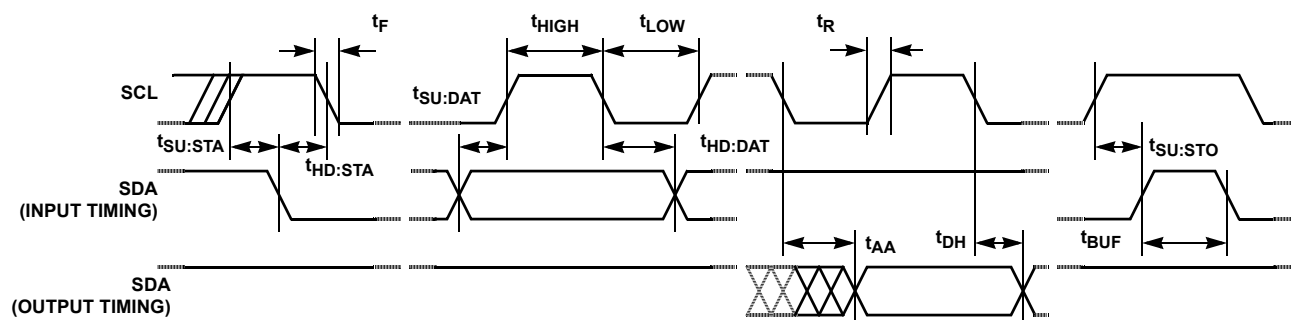 tF
tHIGH
tLOW
tR
SCL
tSU:DAT
tSU:STA
tHD:STA
tHD:DAT
tSU:STO
SDA
(INPUT TIMING)
tAA
tDH
tBUF
SDA
(OUTPUT TIMING)